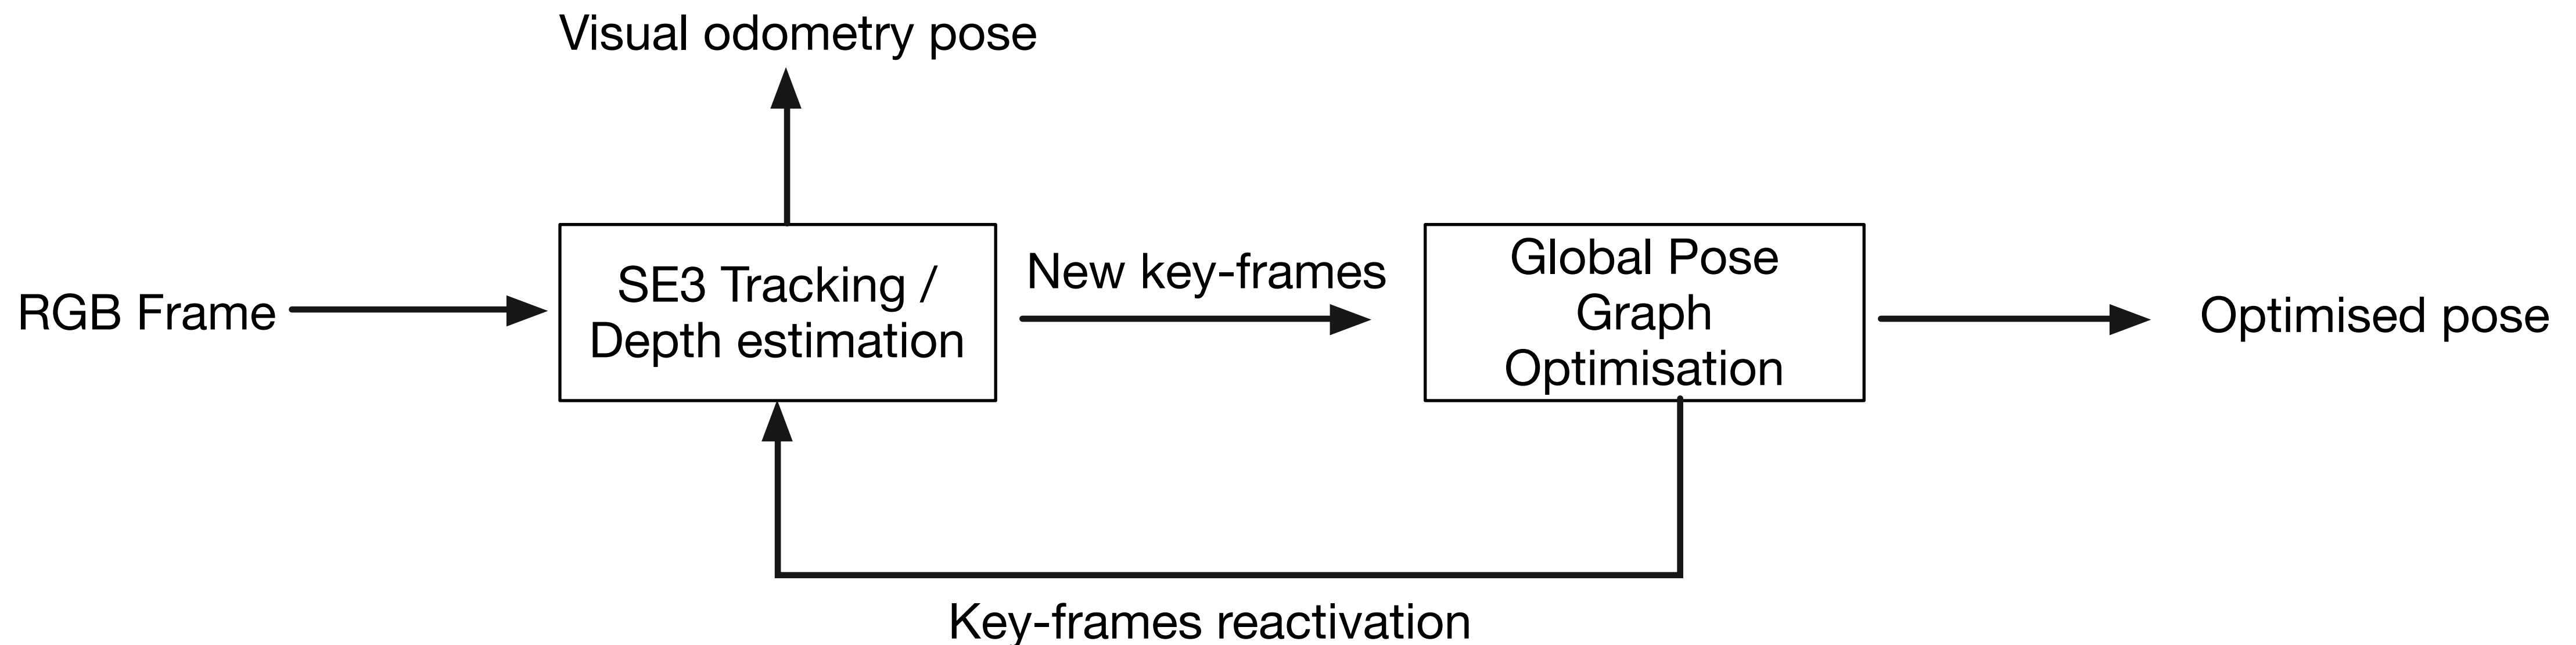 Visual odometry pose
RGB Frame
SE3 Tracking /
Depth estimation
New key-frames
Global Pose
Graph
Optimisation
Optimised pose
Key-frames reactivation